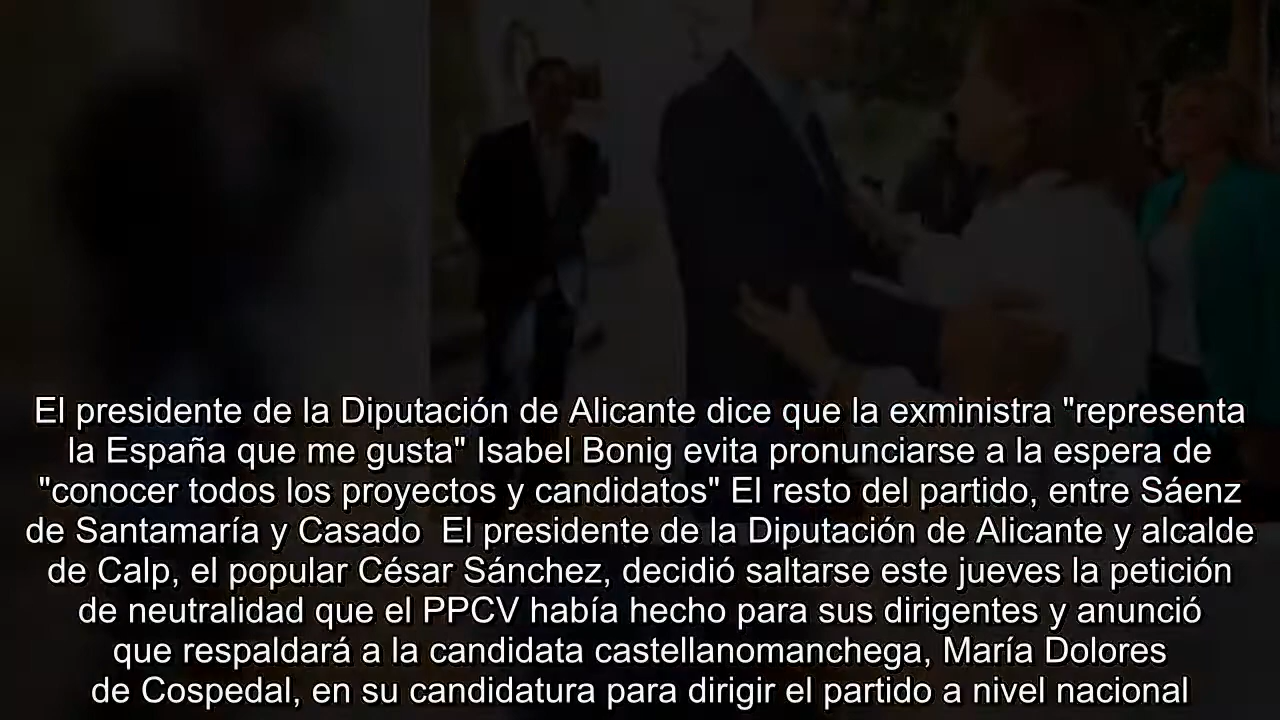 El presidente de la Diputación de Alicante dice que la exministra "representa
la España que me gusta" Isabel Bonig evita pronunciarse a la espera de
"conocer todos los proyectos y candidatos" El resto del partido, entre Sáenz
de Santamaría y Casado  El presidente de la Diputación de Alicante y alcalde
de Calp, el popular César Sánchez, decidió saltarse este jueves la petición
de neutralidad que el PPCV había hecho para sus dirigentes y anunció
que respaldará a la candidata castellanomanchega, María Dolores
de Cospedal, en su candidatura para dirigir el partido a nivel nacional